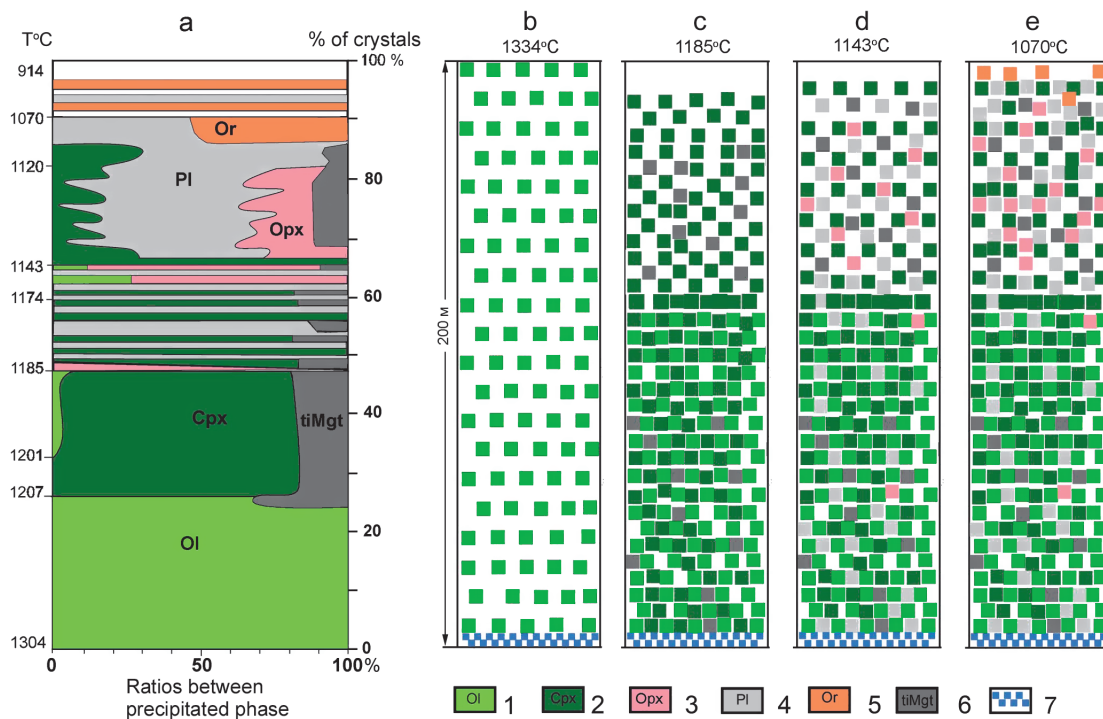 a
b
c
d
e
T°C
% of crystals
1334°C
1185°C
1143°C
1070°C
914
1070
1120
1143
1174
1185
1201
1207
1304
100 %
80
60
40
20
0
Or
Pl
Opx
Cpx
tiMgt
Ol
0
50
100%
Ratios between
precipitated phase
200 м
Ol 1
Cpx 2
Opx 3
Pl 4
Or 5
tiMgt 6
7